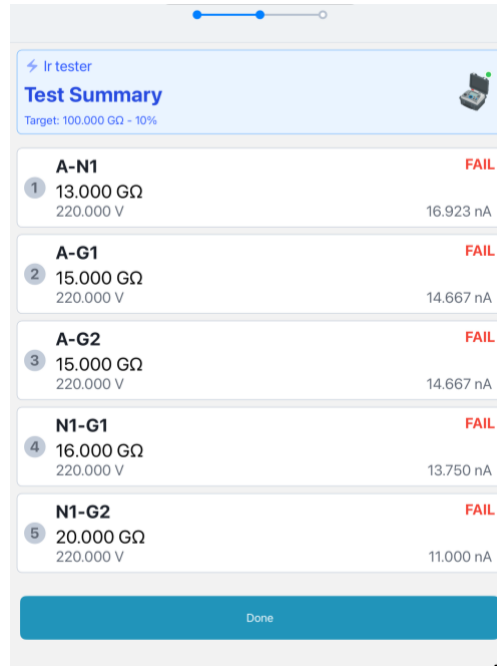 Ir tester
Test Summary
Target: 100.000 GΩ - 10%
A-N1 FAIL
1
13.000 GΩ
220.000 V 16.923 nA
A-G1 FAIL
2
15.000 GΩ
220.000 V 14.667 nA
A-G2 FAIL
3
15.000 GΩ
220.000 V 14.667 nA
N1-G1 FAIL
4
16.000 GΩ
220.000 V 13.750 nA
N1-G2 FAIL
5
20.000 GΩ
220.000 V 11.000 nA
Done